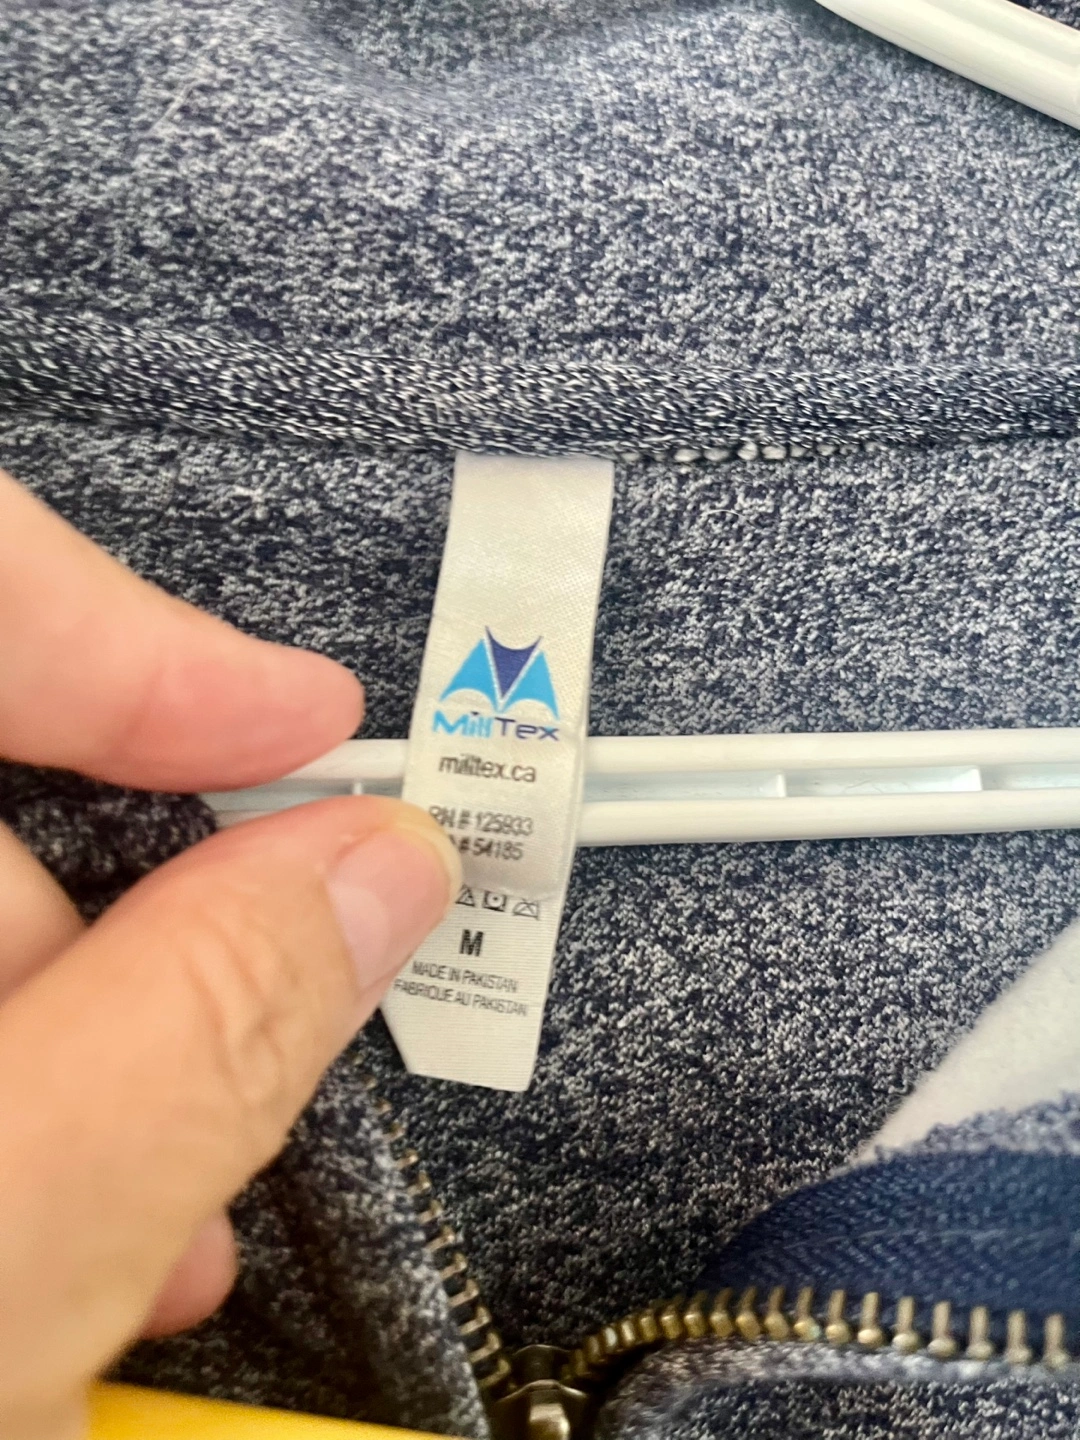 MillTex
milltex.ca
RN # 125933
# 54185
M
MADE IN PAKISTAN
FABRIQUE AU PAKISTAN